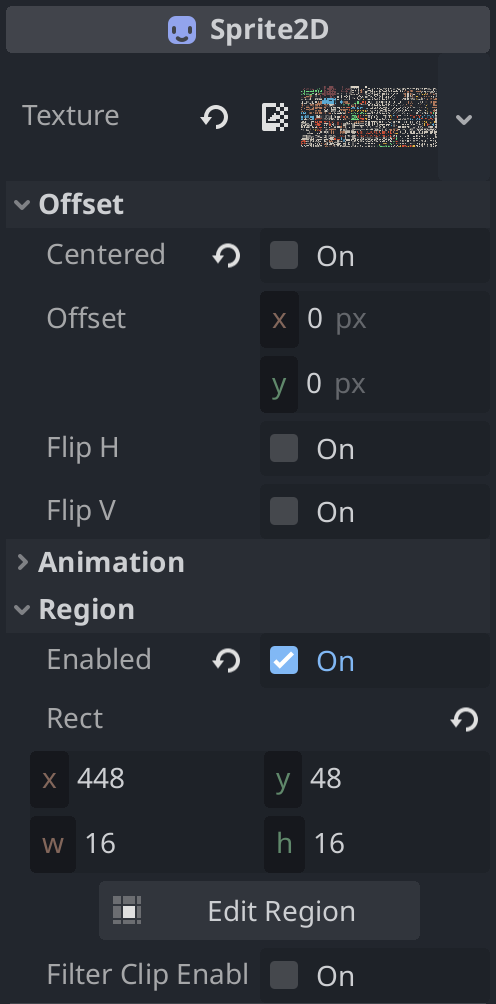 Sprite2D
Texture
Offset
Centered On
Offset x 0 px
y 0 px
Flip H On
Flip V On
Animation
Region
Enabled On
Rect
x 448 y 48
w 16 h 16
Edit Region
Filter Clip Enabl On